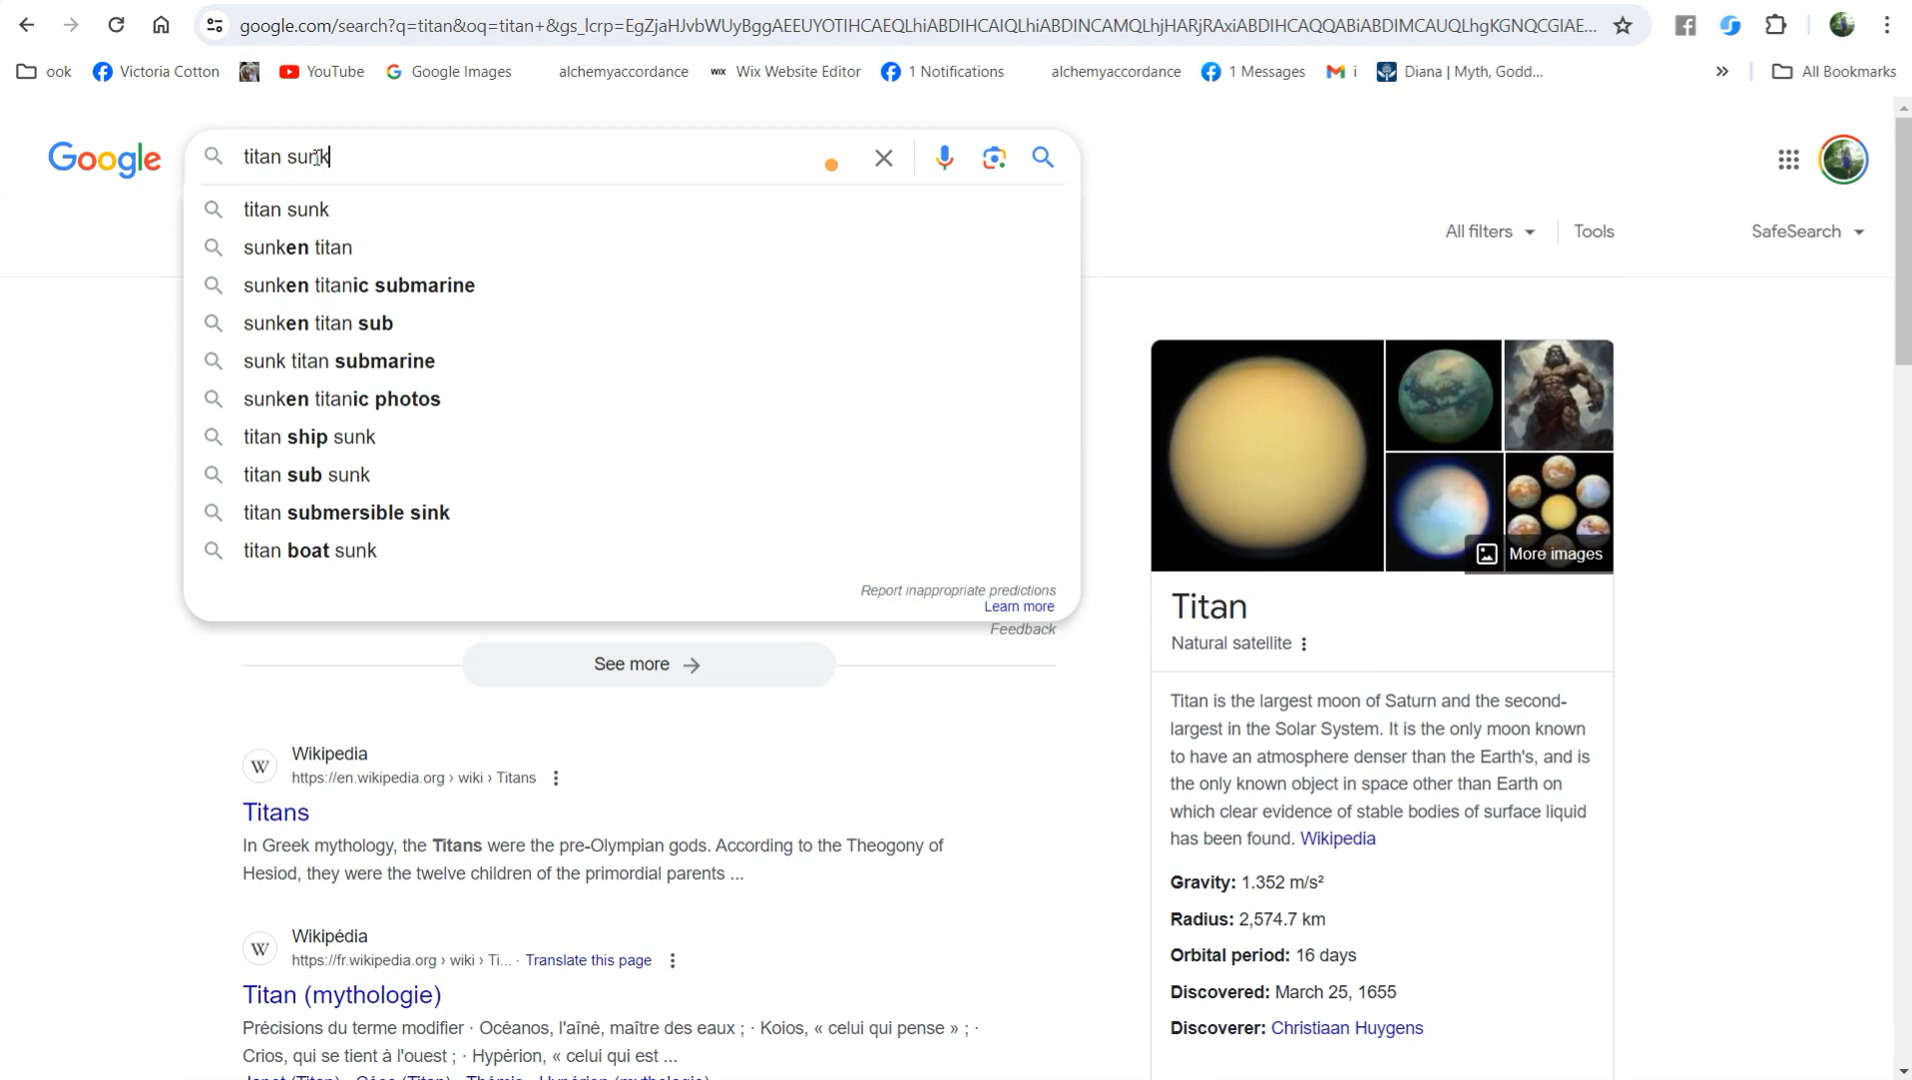 google.com/search?q=titan&oq=titan+&gs_lcrp=EgZjaHJvbWUyBggAEEUYOTIHCAEQLhiABDIHCAIQLhiABDINCAMQLhjHARjRAxiABDIHCAQQABiABDIMCAUQLhgKGNQCGIAE...
ook
Victoria Cotton
YouTube
Google Images
alchemyaccordance
WIX Wix Website Editor
1 Notifications
alchemyaccordance
1 Messages
i
Diana | Myth, Godd...
All Bookmarks
Google
titan sunk
titan sunk
sunken titan
sunken titanic submarine
sunken titan sub
sunk titan submarine
sunken titanic photos
titan ship sunk
titan sub sunk
titan submersible sink
titan boat sunk
Report inappropriate predictions
Learn more
Feedback
All filters
Tools
SafeSearch
See more
W
Wikipedia
https://en.wikipedia.org › wiki › Titans
Titans
In Greek mythology, the Titans were the pre-Olympian gods. According to the Theogony of
Hesiod, they were the twelve children of the primordial parents ...
W
Wikipédia
https://fr.wikipedia.org › wiki › Ti... · Translate this page
Titan (mythologie)
Précisions du terme modifier · Océanos, l'aîné, maître des eaux ; · Koios, « celui qui pense » ; ·
Crios, qui se tient à l'ouest ; · Hypérion, « celui qui est ...
Japet (Titan) · Céos (Titan) · Thémis · Hypérion (mythologie)
More images
Titan
Natural satellite
Titan is the largest moon of Saturn and the second-
largest in the Solar System. It is the only moon known
to have an atmosphere denser than the Earth's, and is
the only known object in space other than Earth on
which clear evidence of stable bodies of surface liquid
has been found. Wikipedia
Gravity: 1.352 m/s²
Radius: 2,574.7 km
Orbital period: 16 days
Discovered: March 25, 1655
Discoverer: Christiaan Huygens